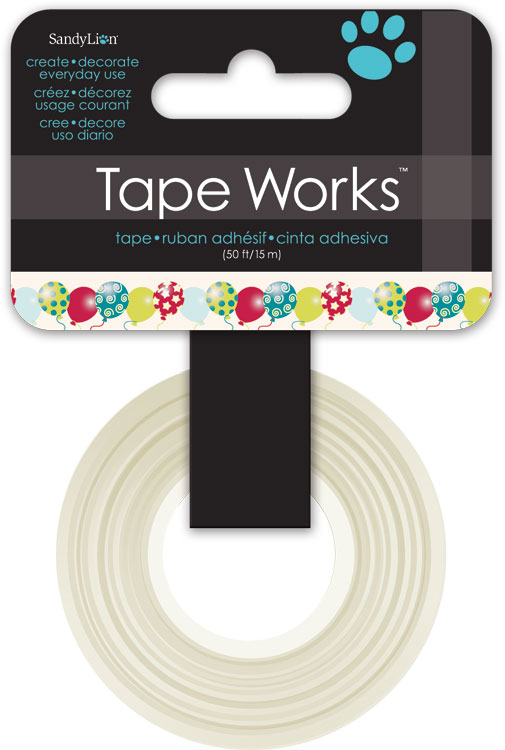 SandyLion®
create•decorate
everyday use
créez•décorez
usage courant
cree•decore
uso diario
Tape Works™
tape•ruban adhésif•cinta adhesiva
(50 ft/15 m)